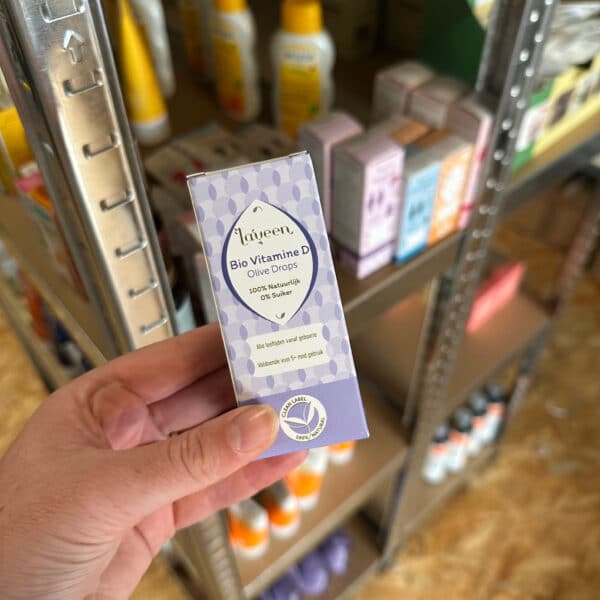 laveen
Bio Vitamine D
Olive Drops
100% Natuurlijk
0% Suiker
Alle leeftijden vanaf geboorte
Voldoende voor 5+ mnd gebruik
CLEAN LABEL
100% NATURAL